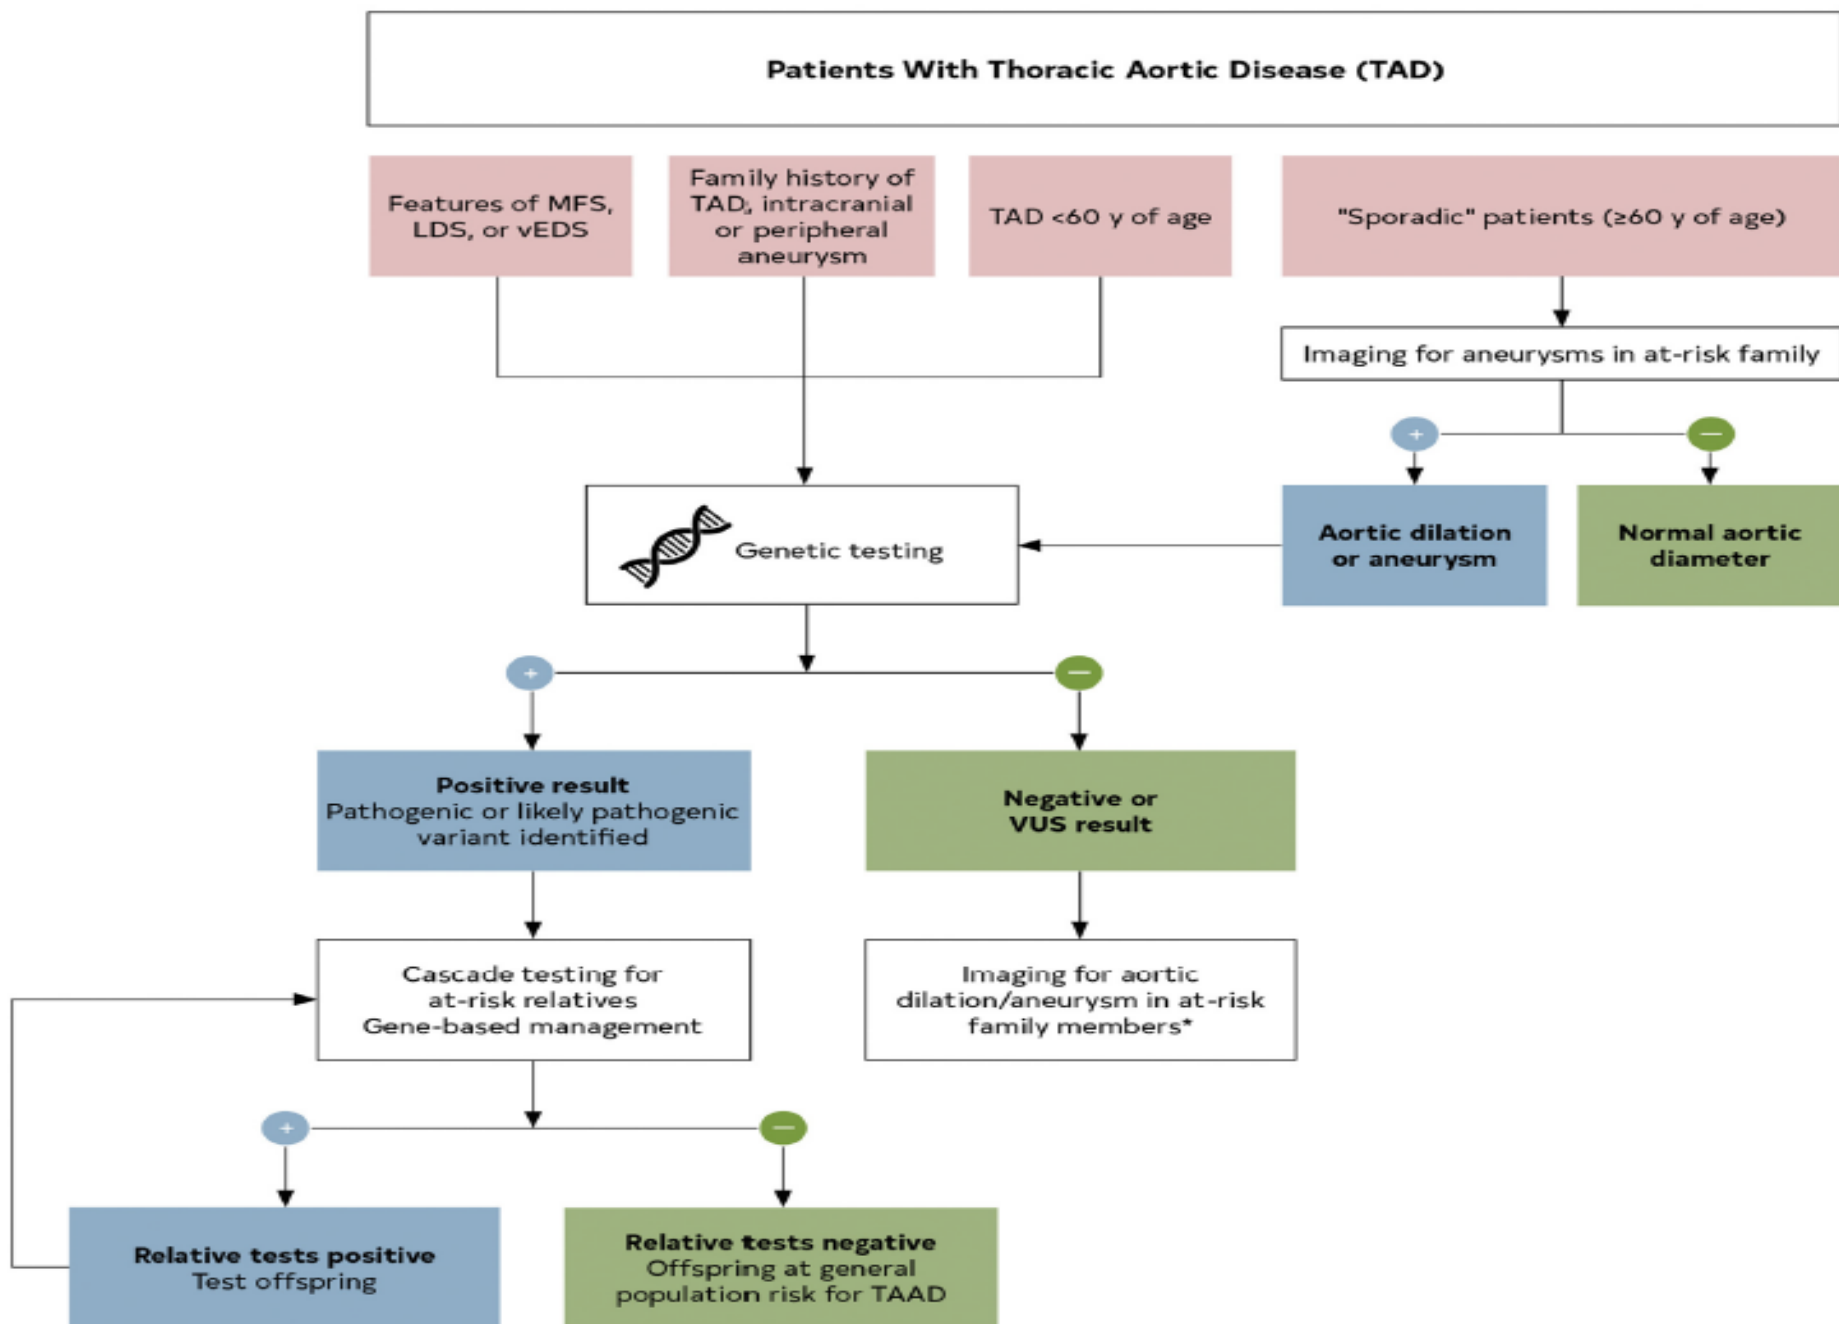 Patients With Thoracic Aortic Disease (TAD)
Features of MFS,
LDS, or vEDS
Family history of
TAD; intracranial
or peripheral
aneurysm
TAD <60 y of age
"Sporadic" patients (≥60 y of age)
Imaging for aneurysms in at-risk family
+
—
Aortic dilation
or aneurysm
Normal aortic
diameter
Genetic testing
+
—
Positive result
Pathogenic or likely pathogenic
variant identified
Negative or
VUS result
Cascade testing for
at-risk relatives
Gene-based management
Imaging for aortic
dilation/aneurysm in at-risk
family members*
+
—
Relative tests positive
Test offspring
Relative tests negative
Offspring at general
population risk for TAAD